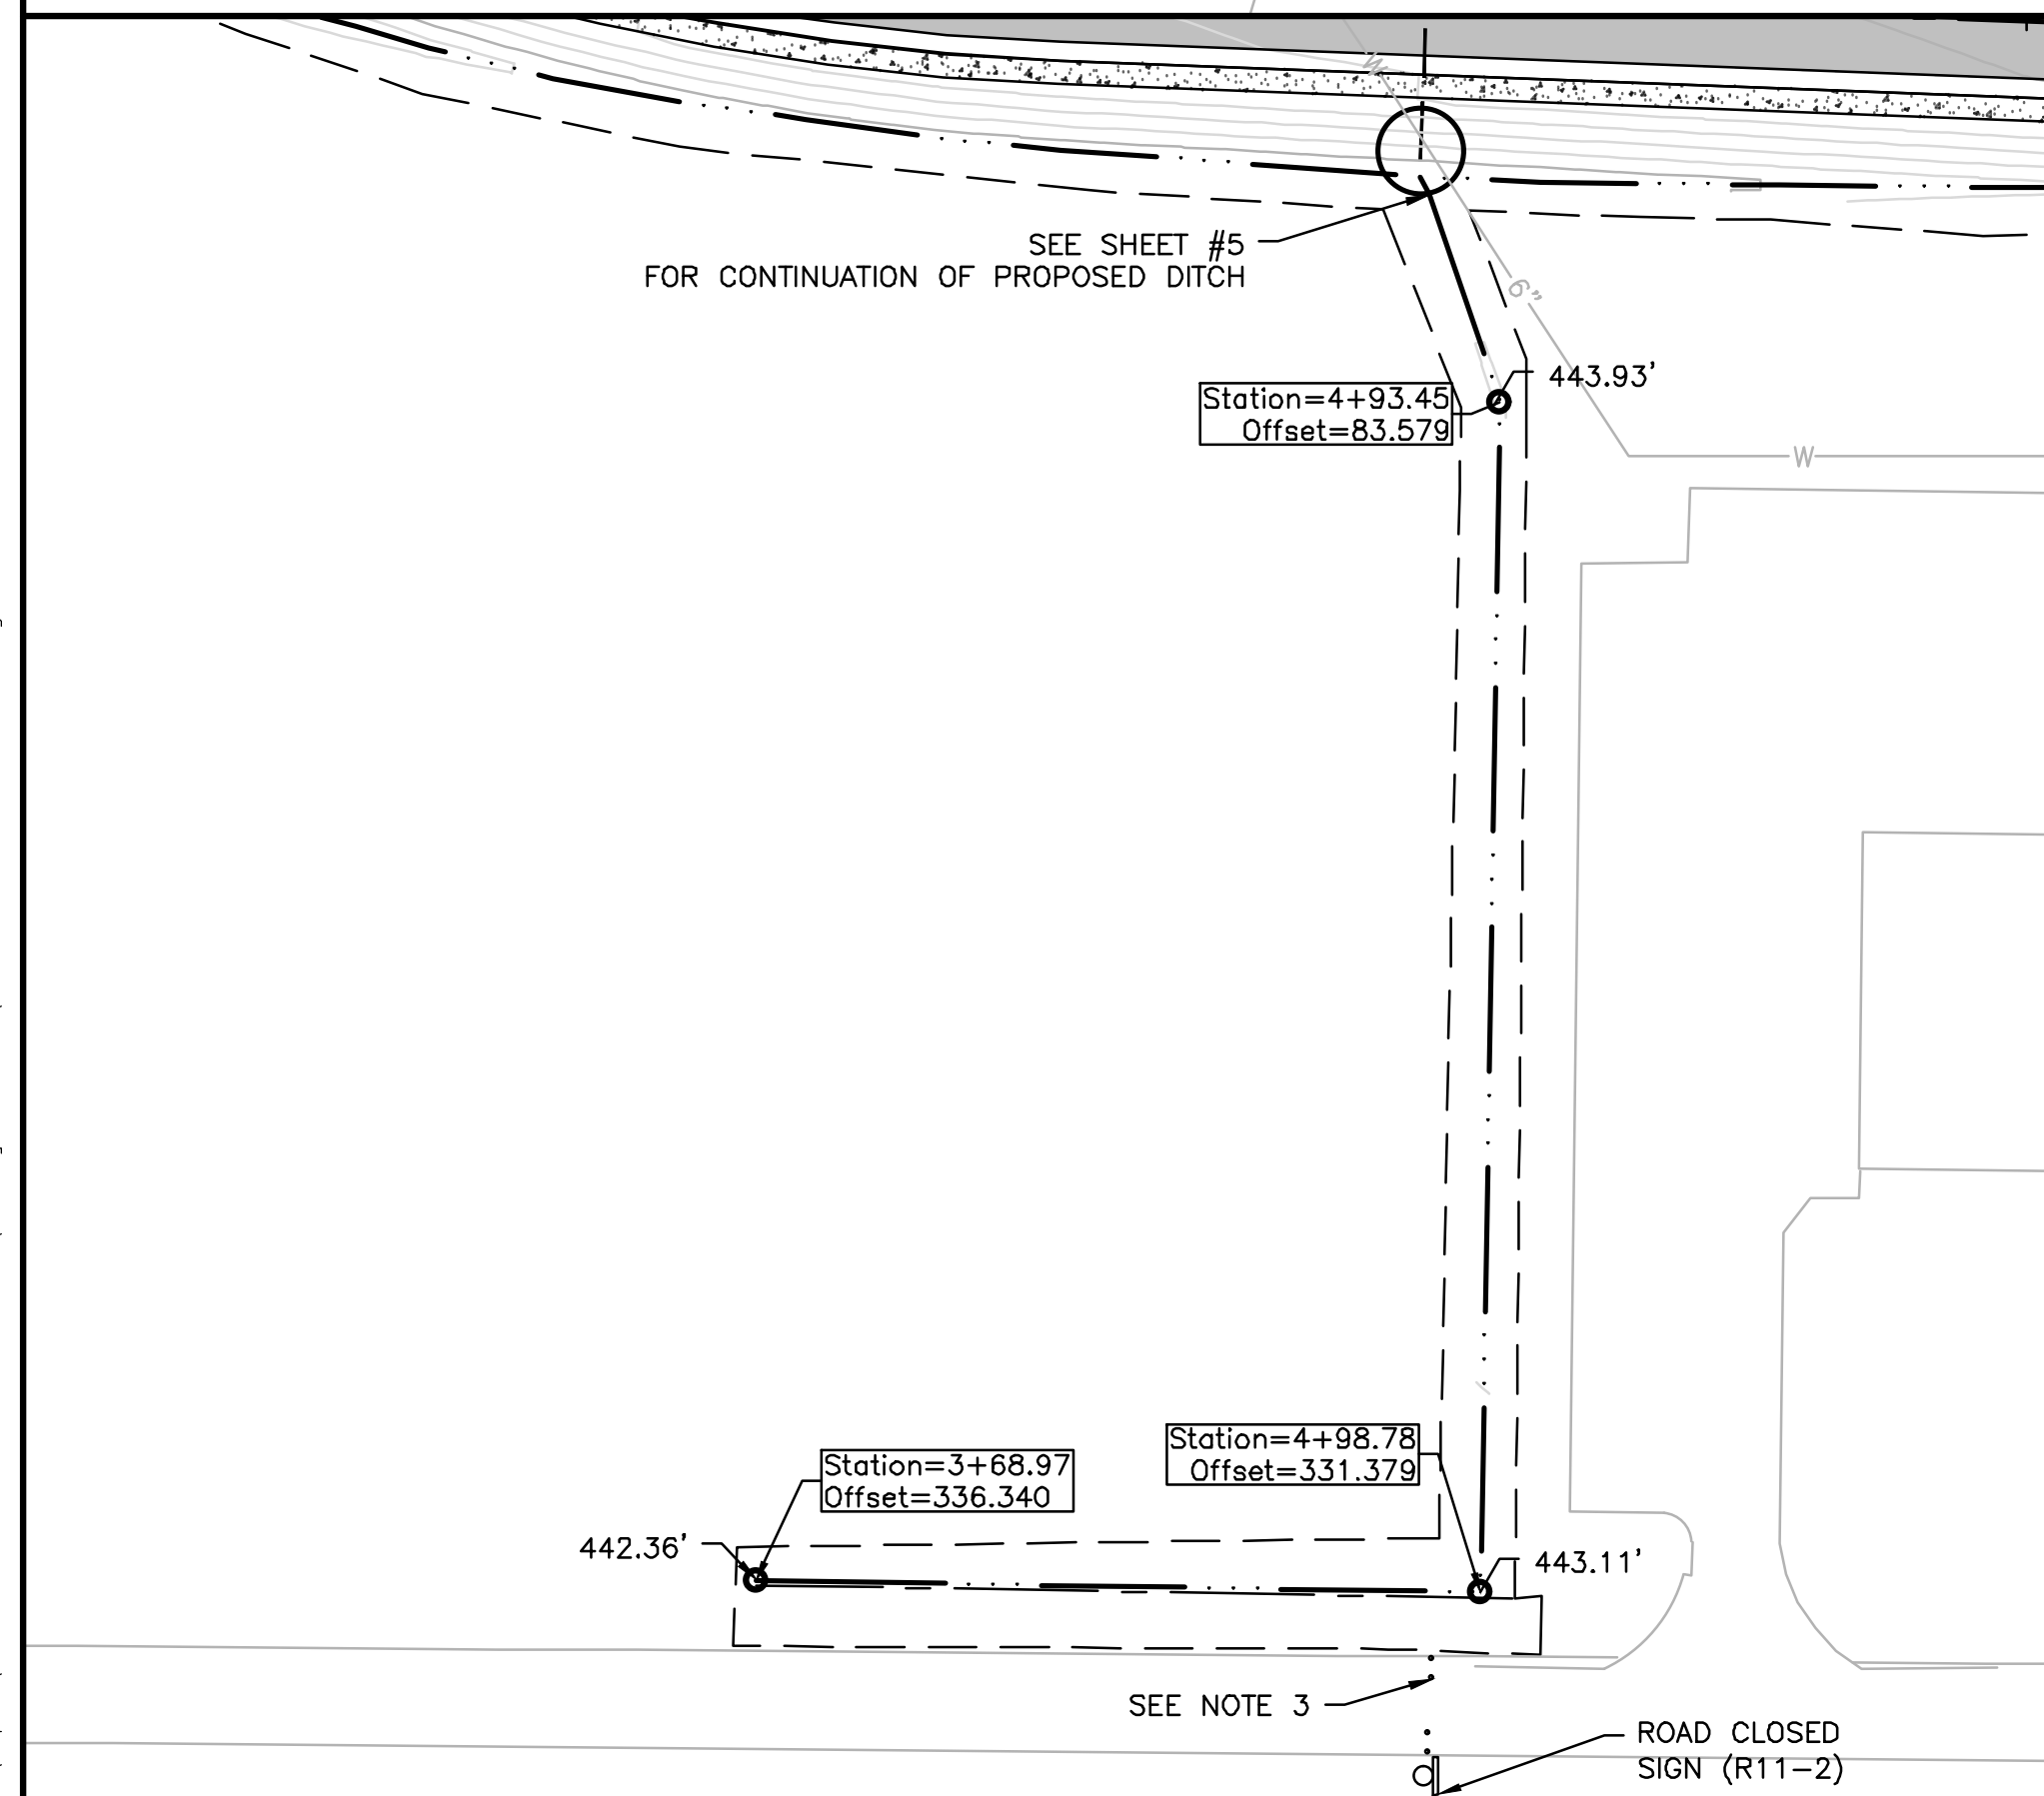 W
SEE SHEET #5
FOR CONTINUATION OF PROPOSED DITCH
6"
443.93'
Station=4+93.45
Offset=83.579
W
Station=4+98.78
Offset=331.379
Station=3+68.97
Offset=336.340
442.36'
443.11'
SEE NOTE 3
ROAD CLOSED
SIGN (R11-2)